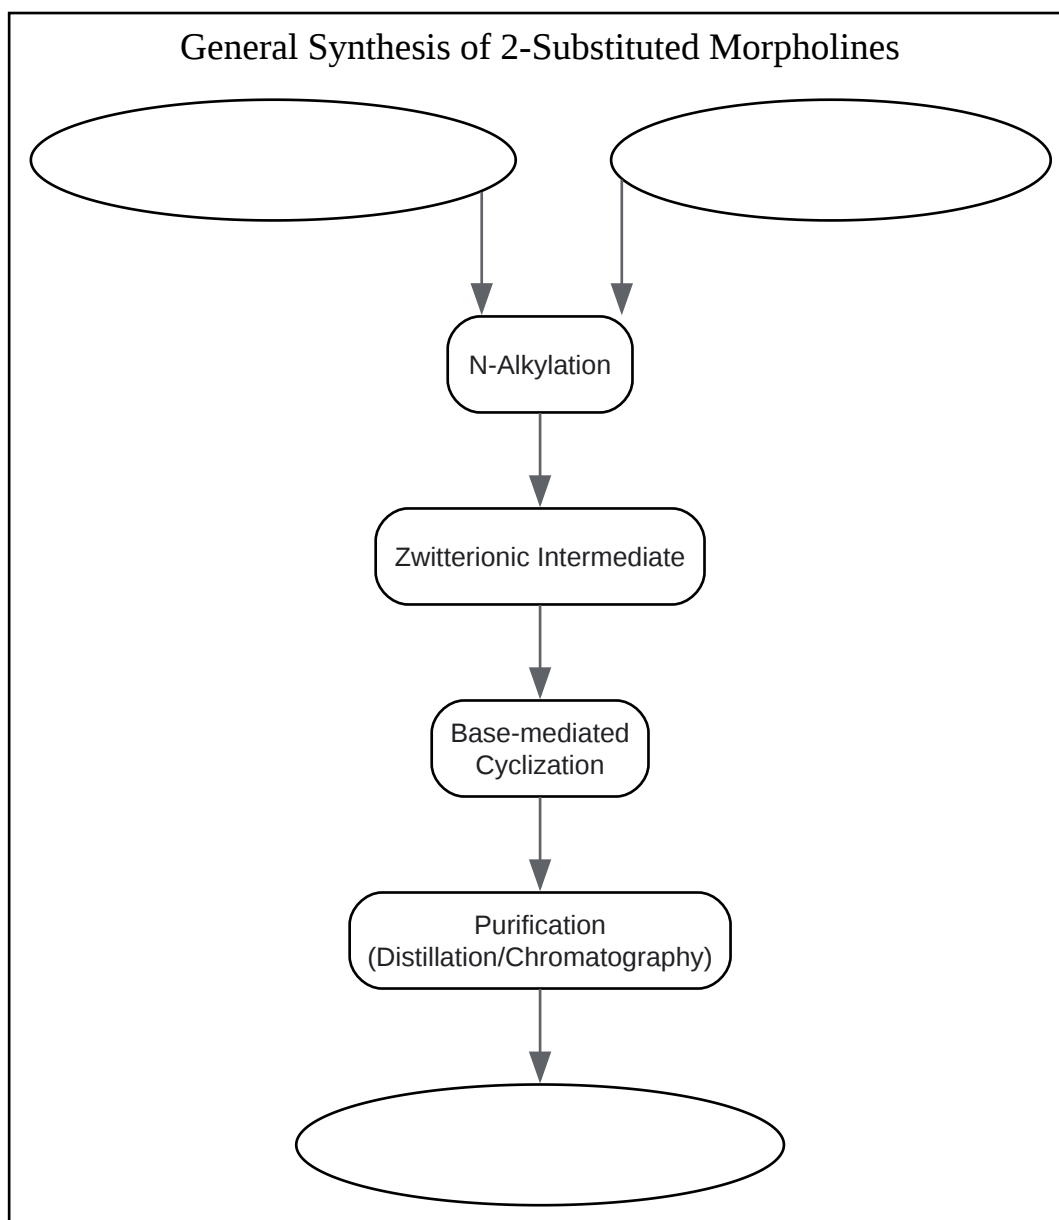 General Synthesis of 2-Substituted Morpholines
N-Alkylation
Zwitterionic Intermediate
Base-mediated
Cyclization
Purification
(Distillation/Chromatography)